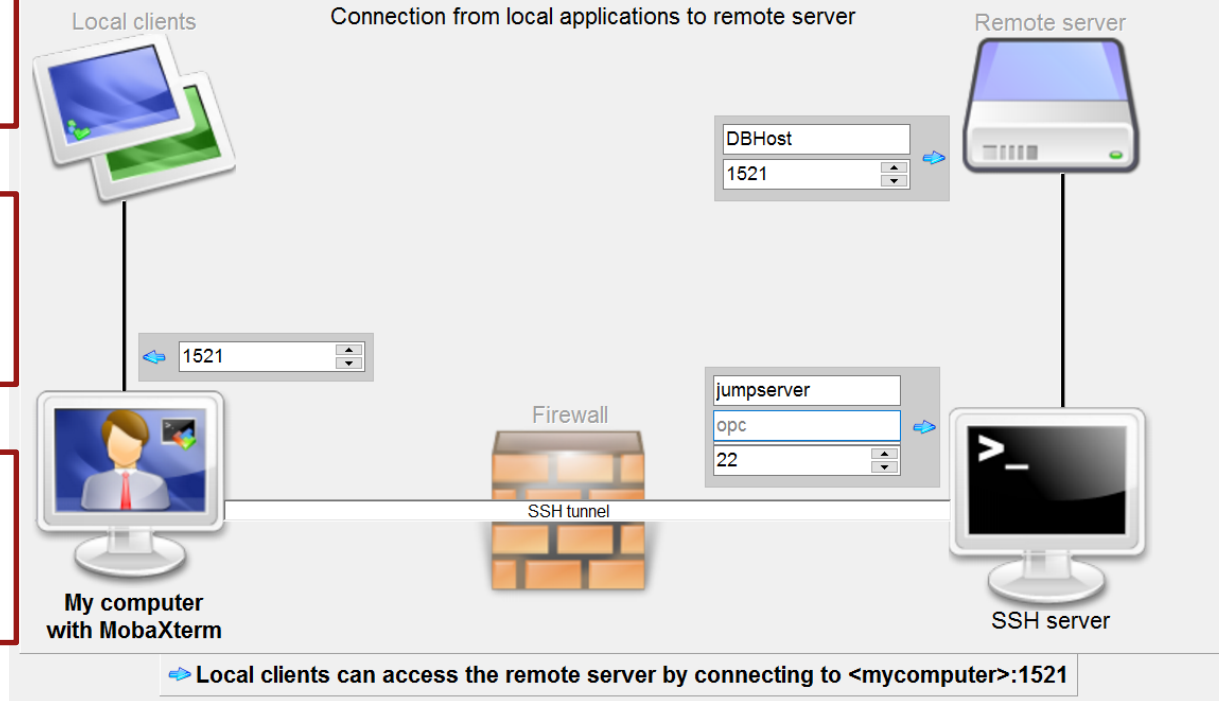 Local clients
Connection from local applications to remote server
Remote server
DBHost
1521
1521
jumpserver
opc
22
Firewall
SSH tunnel
>_
My computer
with MobaXterm
SSH server
Local clients can access the remote server by connecting to <mycomputer>:1521